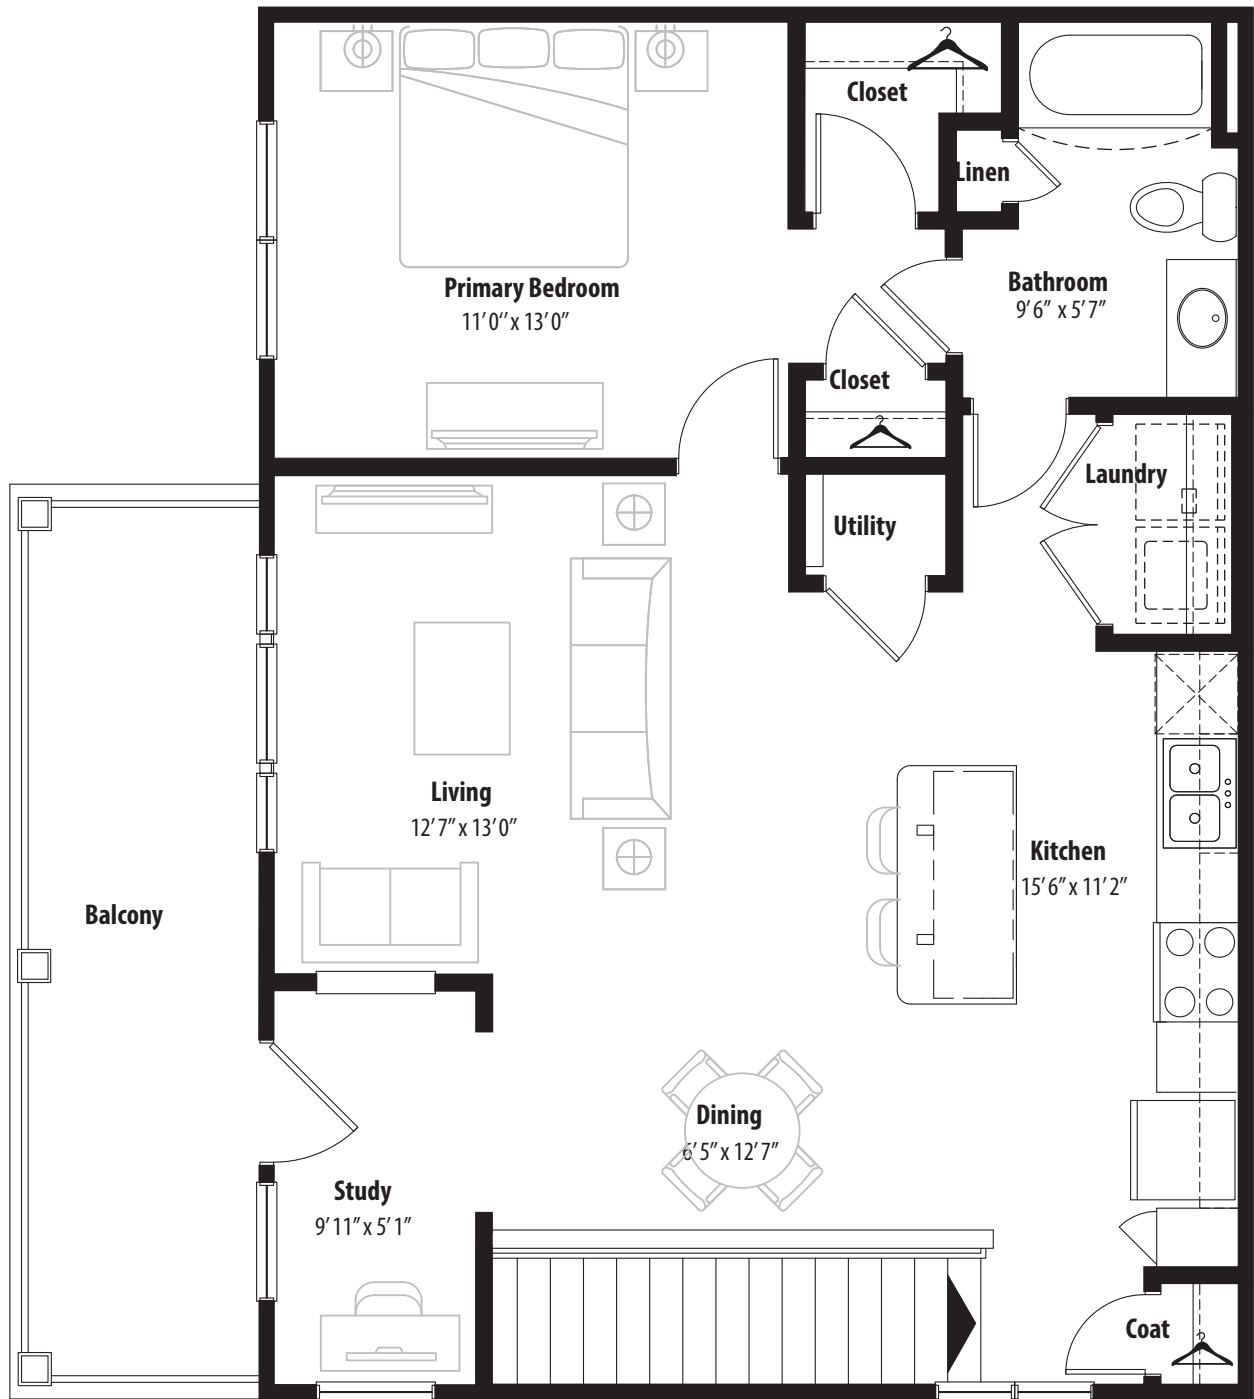 Closet
Linen
Primary Bedroom
11'0" x 13'0"
Bathroom
9'6" x 5'7"
Closet
Laundry
Utility
Living
12'7" x 13'0"
Kitchen
15'6" x 11'2"
Balcony
Dining
6'5" x 12'7"
Study
9'11" x 5'1"
Coat